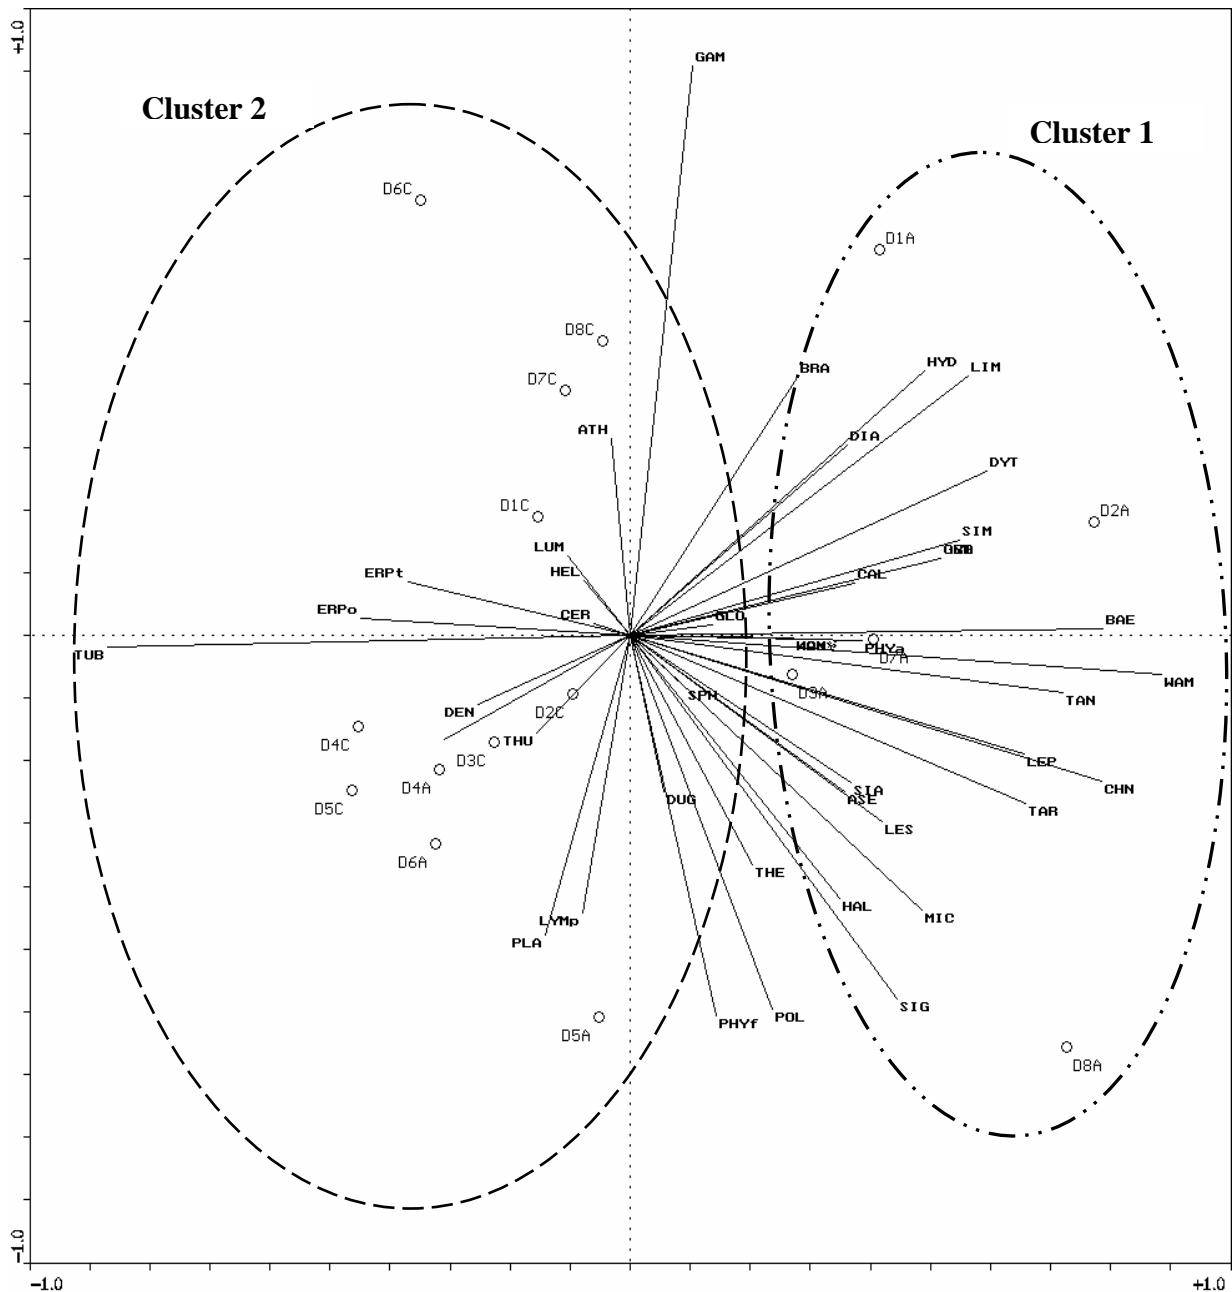 +1.0
GAM
Cluster 2
Cluster 1
D6C
D1A
D8C
BRA
HYD
LIM
D7C
ATH
DIA
DYT
D1C
D2A
SIM
LUM
HEL
CAL
ERPt
ERPo
CER
GLO
BAE
TUB
PHYa
D7A
WAM
SPH
D3A
TAN
DEN
D2C
THU
D4C
D3C
LEP
D4A
SIA
CHN
DUG
ASE
TAR
D5C
LES
D6A
THE
HAL
MIC
LYMp
PLA
SIG
POL
PHYf
D5A
D8A
-1.0
-1.0
+1.0